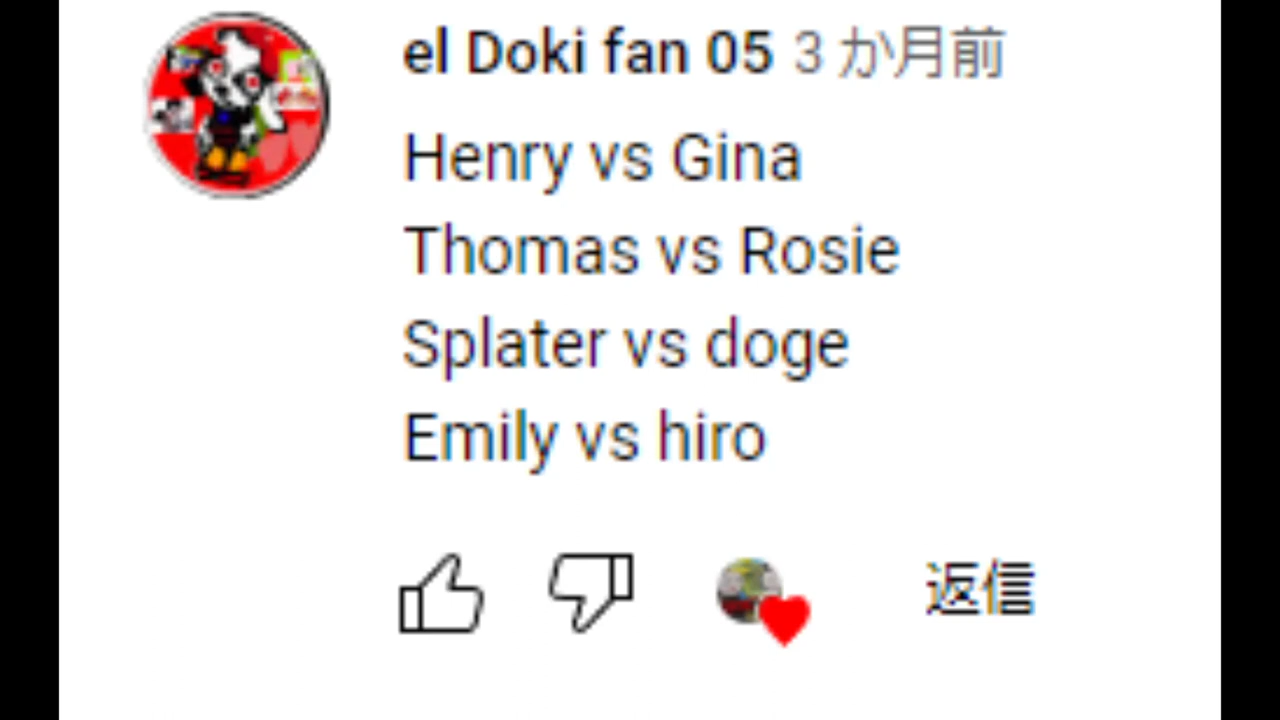 el Doki fan 05 3 か月前
Henry vs Gina
Thomas vs Rosie
Splater vs doge
Emily vs hiro
返信